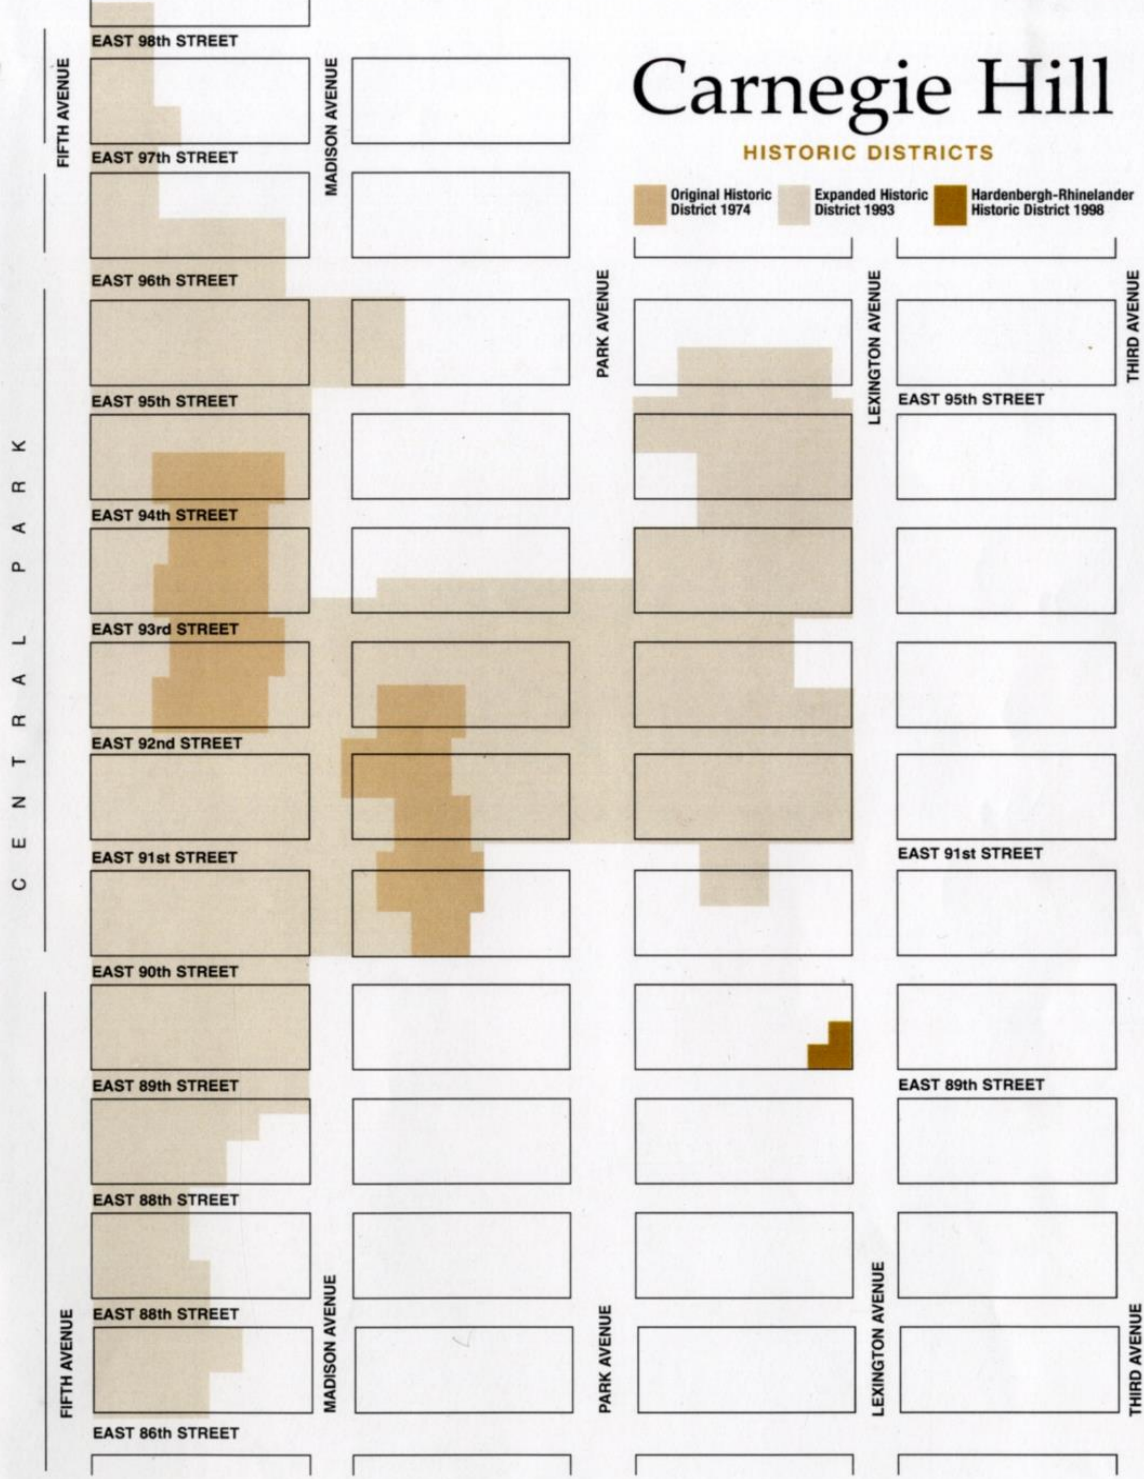 EAST 98th STREET
FIFTH AVENUE
MADISON AVENUE
Carnegie Hill
HISTORIC DISTRICTS
EAST 97th STREET
Original Historic
District 1974
Expanded Historic
District 1993
Hardenbergh-Rhinelander
Historic District 1998
EAST 96th STREET
PARK AVENUE
LEXINGTON AVENUE
THIRD AVENUE
EAST 95th STREET
EAST 95th STREET
CENTRAL PARK
EAST 94th STREET
EAST 93rd STREET
EAST 92nd STREET
EAST 91st STREET
EAST 91st STREET
EAST 90th STREET
EAST 89th STREET
EAST 89th STREET
EAST 88th STREET
EAST 88th STREET
FIFTH AVENUE
MADISON AVENUE
PARK AVENUE
LEXINGTON AVENUE
THIRD AVENUE
EAST 86th STREET